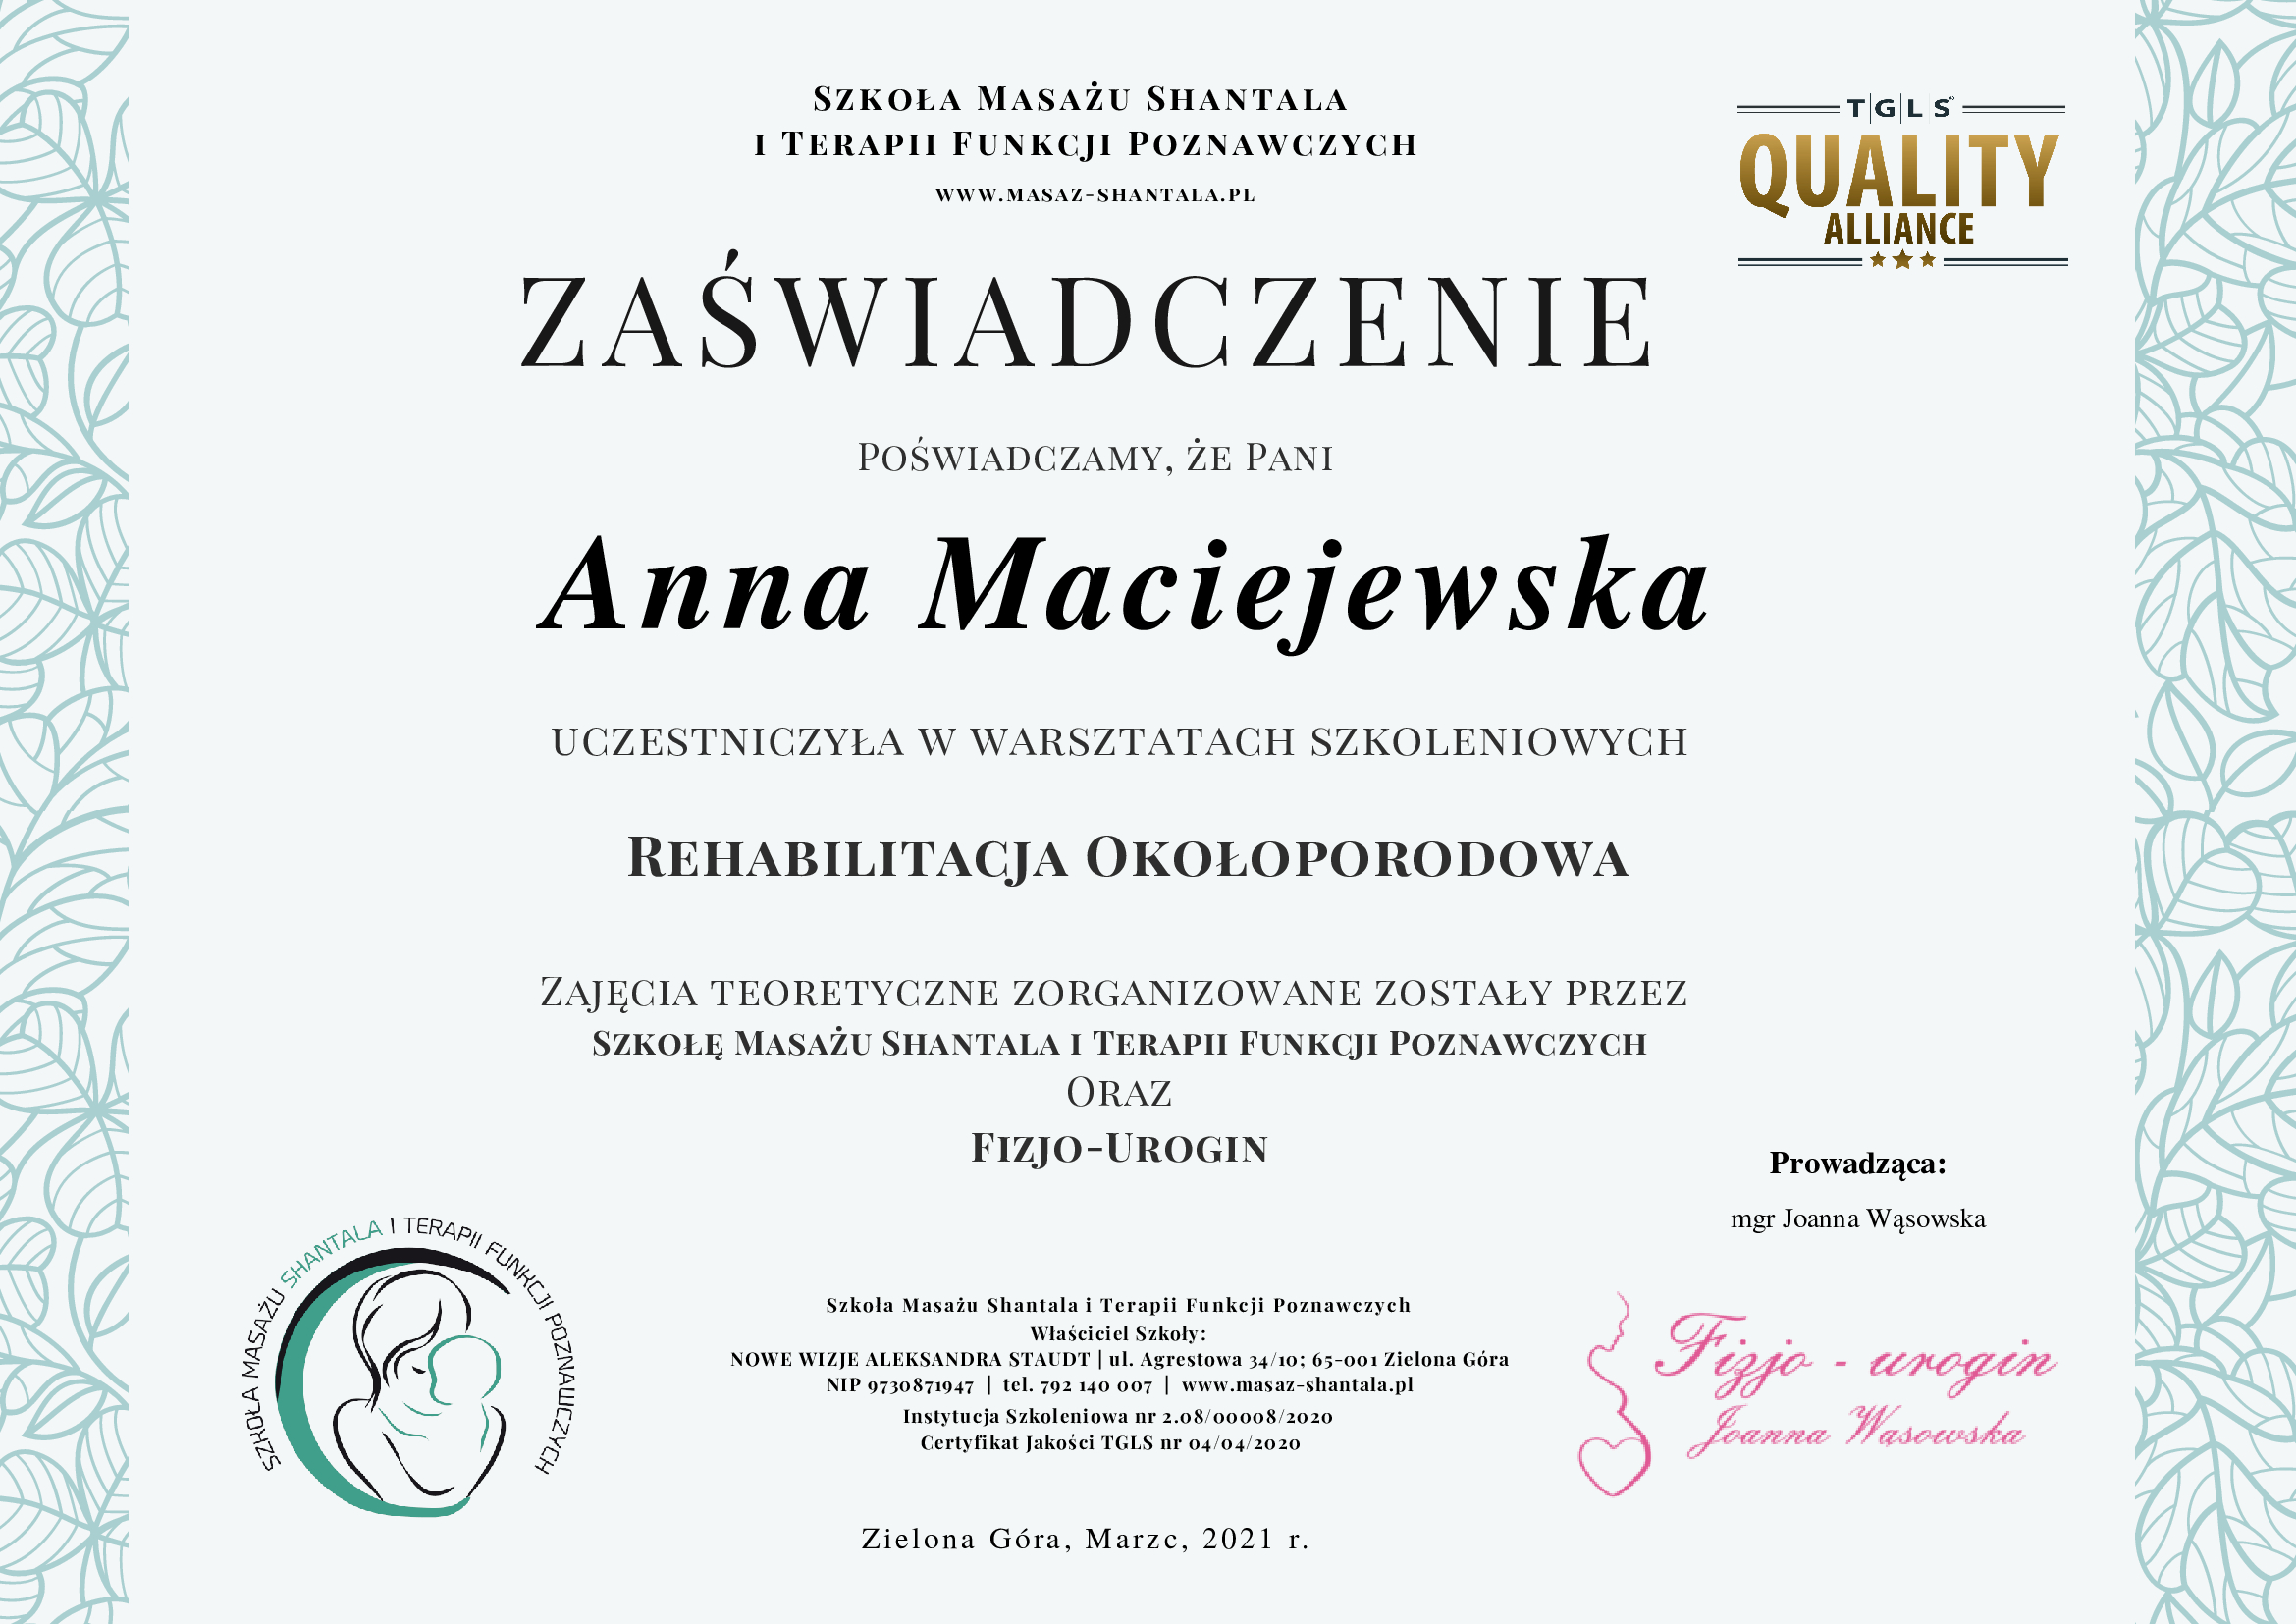 Szkoła Masażu Shantala
i Terapii Funkcji Poznawczych
www.masaz-shantala.pl
T|G|L|S®
QUALITY
ALLIANCE
ZAŚWIADCZENIE
Poświadczamy, że Pani
Anna Maciejewska
uczestniczyła w warsztatach szkoleniowych
Rehabilitacja Okołoporodowa
Zajęcia teoretyczne zorganizowane zostały przez
Szkołę Masażu Shantala i Terapii Funkcji Poznawczych
Oraz
Fizjo-Urogin
Prowadząca:
mgr Joanna Wąsowska
SZKOŁA MASAŻU SHANTALA I TERAPII FUNKCJI POZNAWCZYCH
Szkoła Masażu Shantala i Terapii Funkcji Poznawczych
Właściciel Szkoły:
NOWE WIZJE ALEKSANDRA STAUDT | ul. Agrestowa 34/10; 65-001 Zielona Góra
NIP 9730871947 | tel. 792 140 007 | www.masaz-shantala.pl
Instytucja Szkoleniowa nr 2.08/00008/2020
Certyfikat Jakości TGLS nr 04/04/2020
Fizjo - urogin
Joanna Wąsowska
Zielona Góra, Marzc, 2021 r.